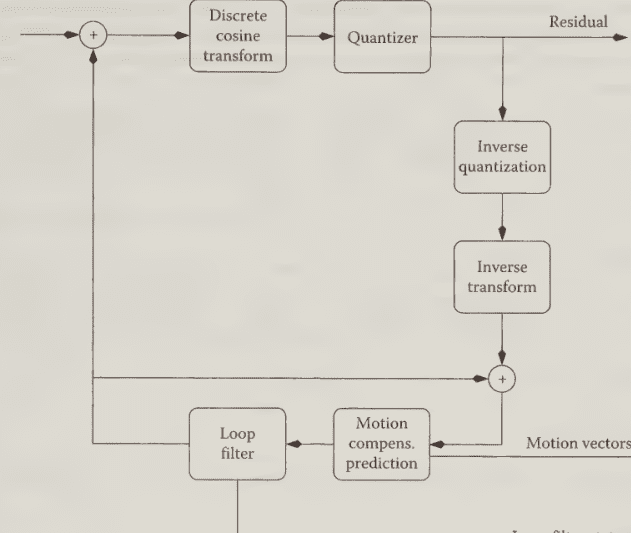 Discrete
cosine
transform
Quantizer
Residual
+
Inverse
quantization
Inverse
transform
+
Loop
filter
Motion
compens.
prediction
Motion vectors